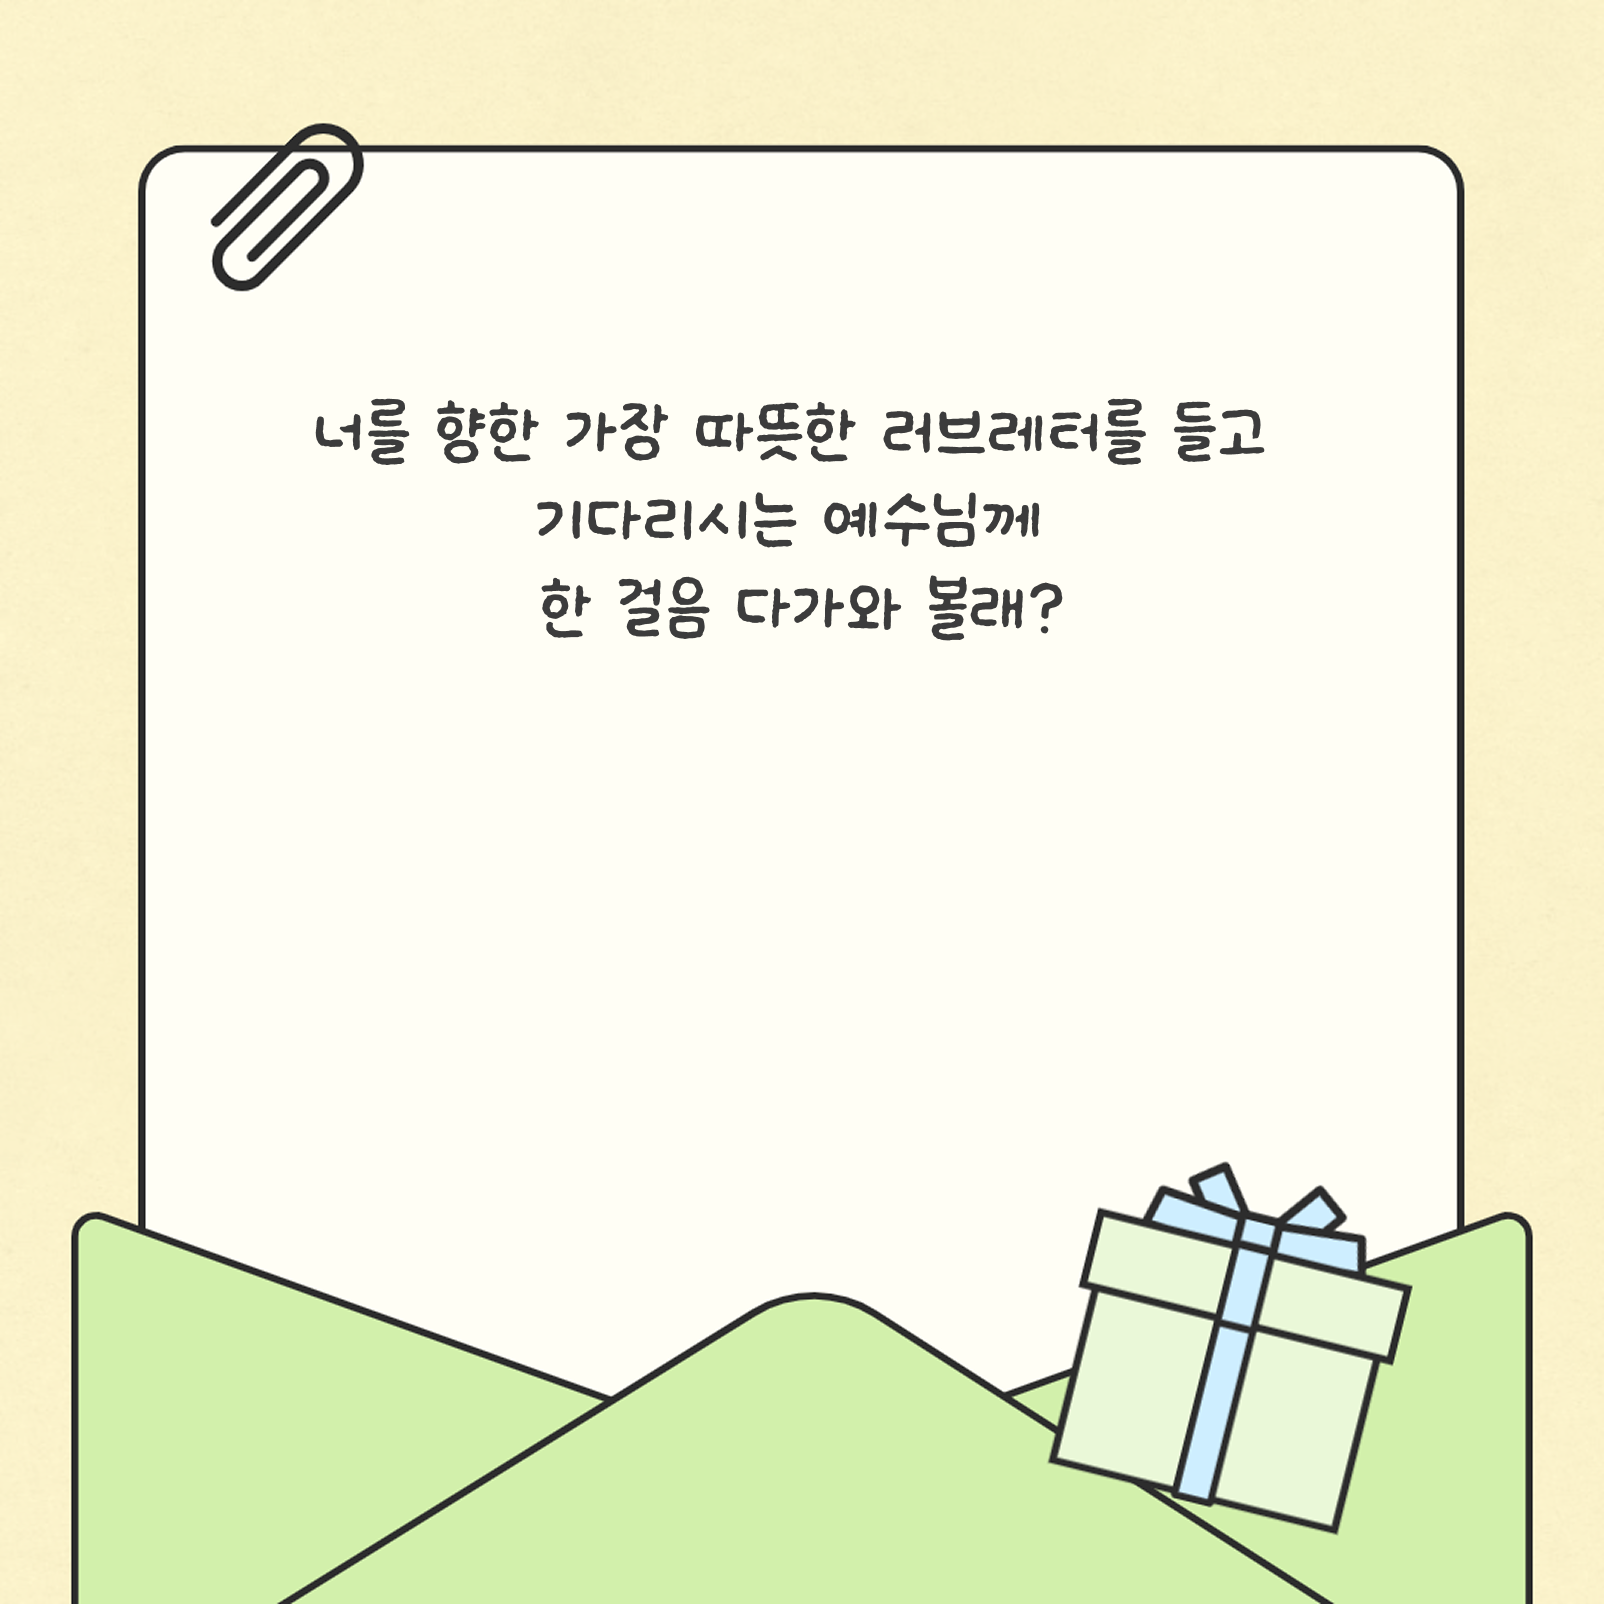 너를 향한 가장 따뜻한 러브레터를 들고
기다리시는 예수님께
한 걸음 다가와 볼래?